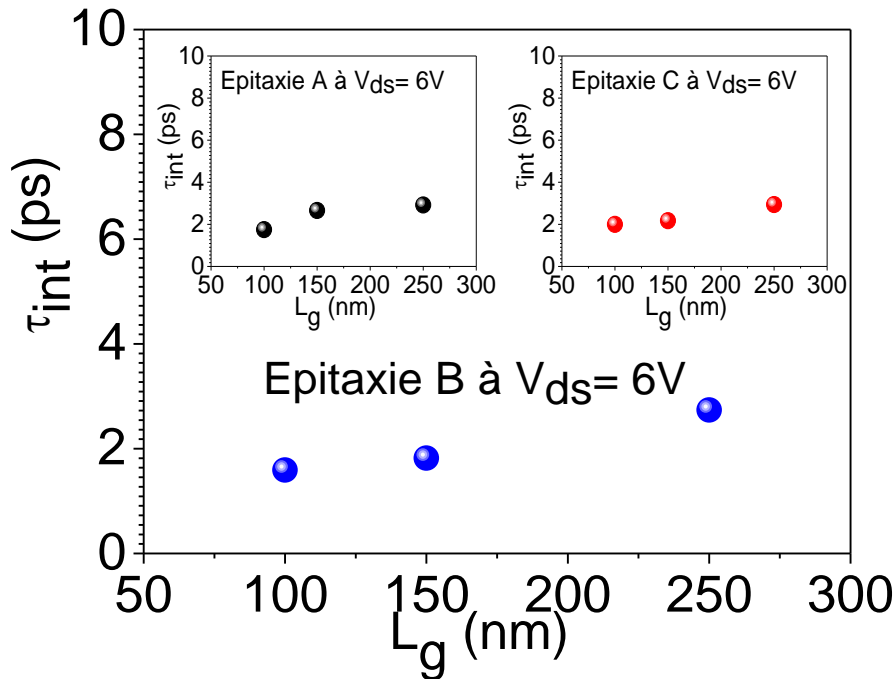 10
8
6
4
2
0
τint (ps)
50 100 150 200 250 300
Lg (nm)
Epitaxie B à Vds= 6V
10
8
6
4
2
0
τint (ps)
Epitaxie A à Vds= 6V
50 100 150 200 250 300
Lg (nm)
10
8
6
4
2
0
τint (ps)
Epitaxie C à Vds= 6V
50 100 150 200 250 300
Lg (nm)